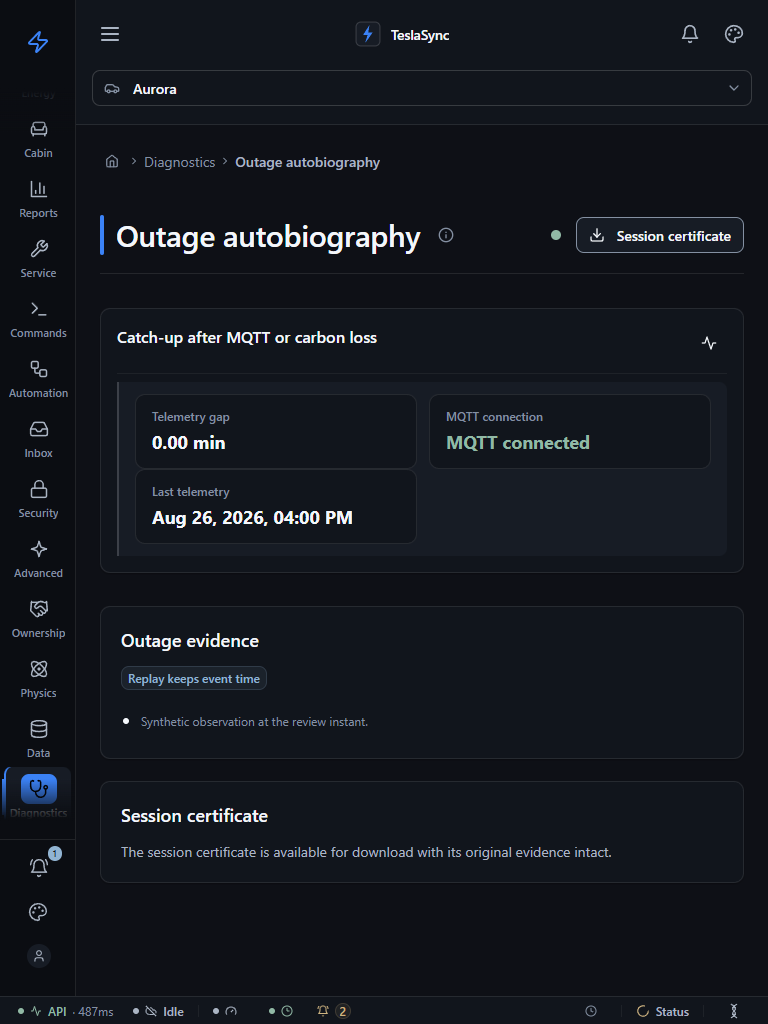 TeslaSync
Aurora
Energy
Cabin
Reports
Service
Commands
Automation
Inbox
Security
Advanced
Ownership
Physics
Data
Diagnostics
1
Diagnostics
Outage autobiography
Outage autobiography
Session certificate
Catch-up after MQTT or carbon loss
Telemetry gap
0.00 min
MQTT connection
MQTT connected
Last telemetry
Aug 26, 2026, 04:00 PM
Outage evidence
Replay keeps event time
Synthetic observation at the review instant.
Session certificate
The session certificate is available for download with its original evidence intact.
API · 487ms
Idle
2
Status